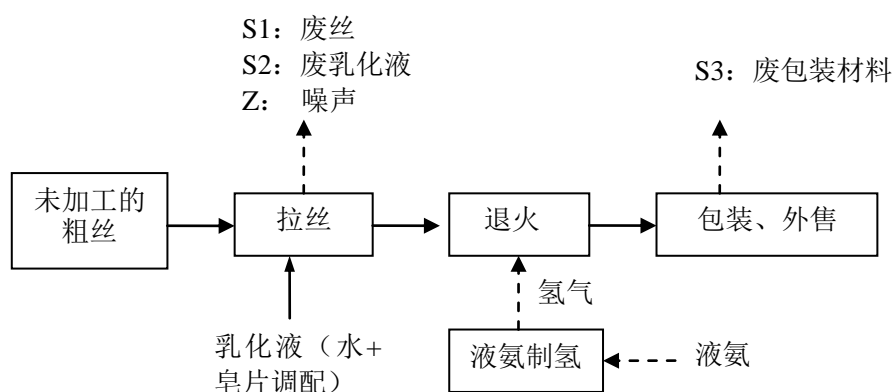 S1：废丝
S2：废乳化液
Z： 噪声
S3：废包装材料
未加工的
粗丝
拉丝
退火
包装、外售
氢气
乳化液（水+
皂片调配）
液氨制氢
液氨